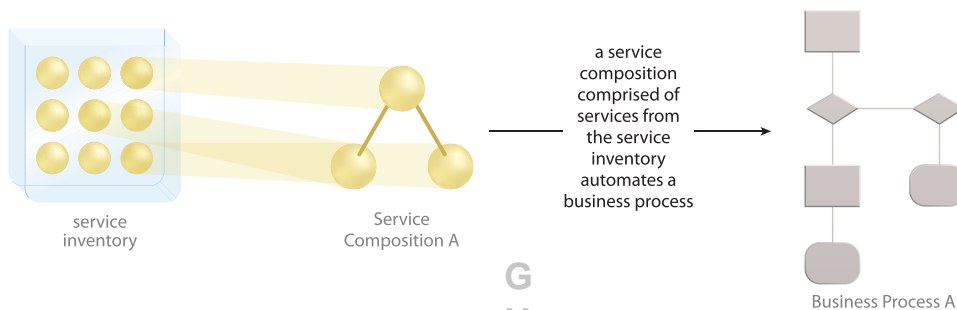 service
inventory
Service
Composition A
a service
composition
comprised of
services from
the service
inventory
automates a
business process
G
Business Process A